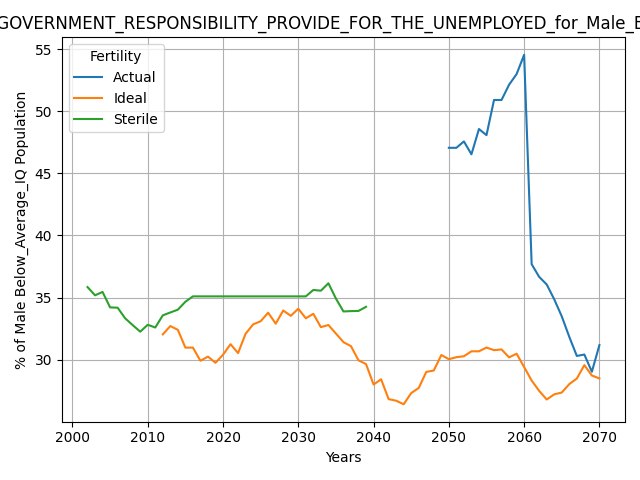 GOVERNMENT_RESPONSIBILITY_PROVIDE_FOR_THE_UNEMPLOYED_for_Male_B
Fertility
Actual
Ideal
Sterile
% of Male Below_Average_IQ Population
55
50
45
40
35
30
2000 2010 2020 2030 2040 2050 2060 2070
Years